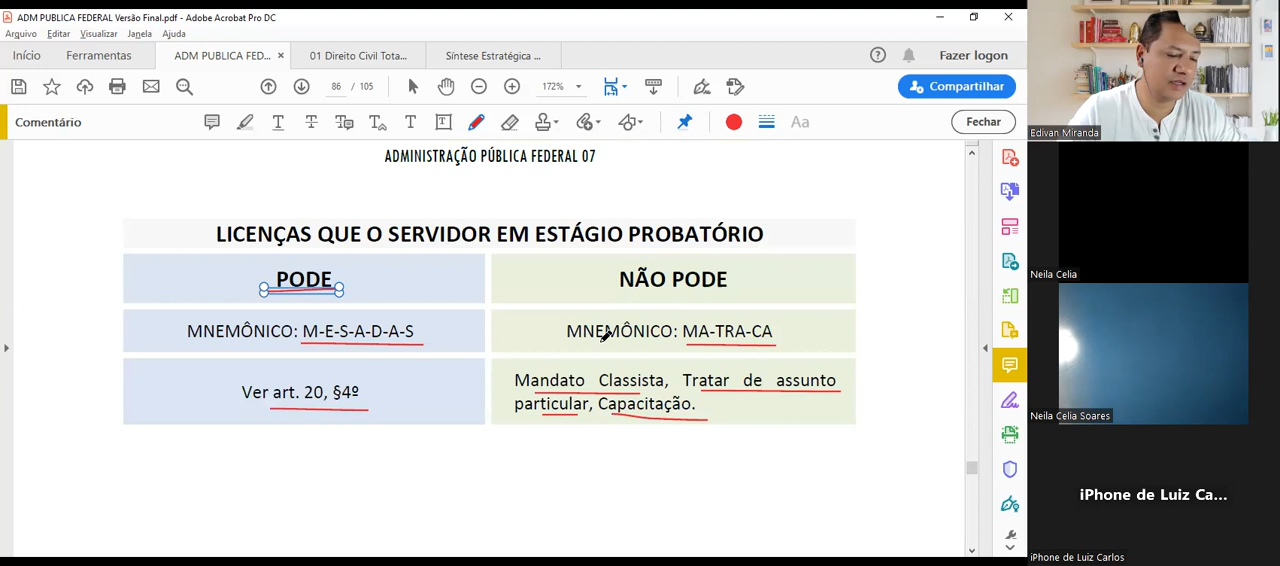 ADM PUBLICA FEDERAL Versão Final.pdf - Adobe Acrobat Pro DC
Arquivo Editar Visualizar Janela Ajuda
Início Ferramentas ADM PUBLICA FED... × 01 Direito Civil Tota... Síntese Estratégica ... Fazer logon
86 / 105 172% Compartilhar
Comentário Aa Fechar
ADMINISTRAÇÃO PÚBLICA FEDERAL 07
LICENÇAS QUE O SERVIDOR EM ESTÁGIO PROBATÓRIO
PODE NÃO PODE
MNEMÔNICO: M-E-S-A-D-A-S MNEMÔNICO: MA-TRA-CA
Ver art. 20, §4º
Mandato Classista, Tratar de assunto
particular, Capacitação.
Edivan Miranda
Neila Celia
Neila Celia Soares
iPhone de Luiz Ca...
iPhone de Luiz Carlos